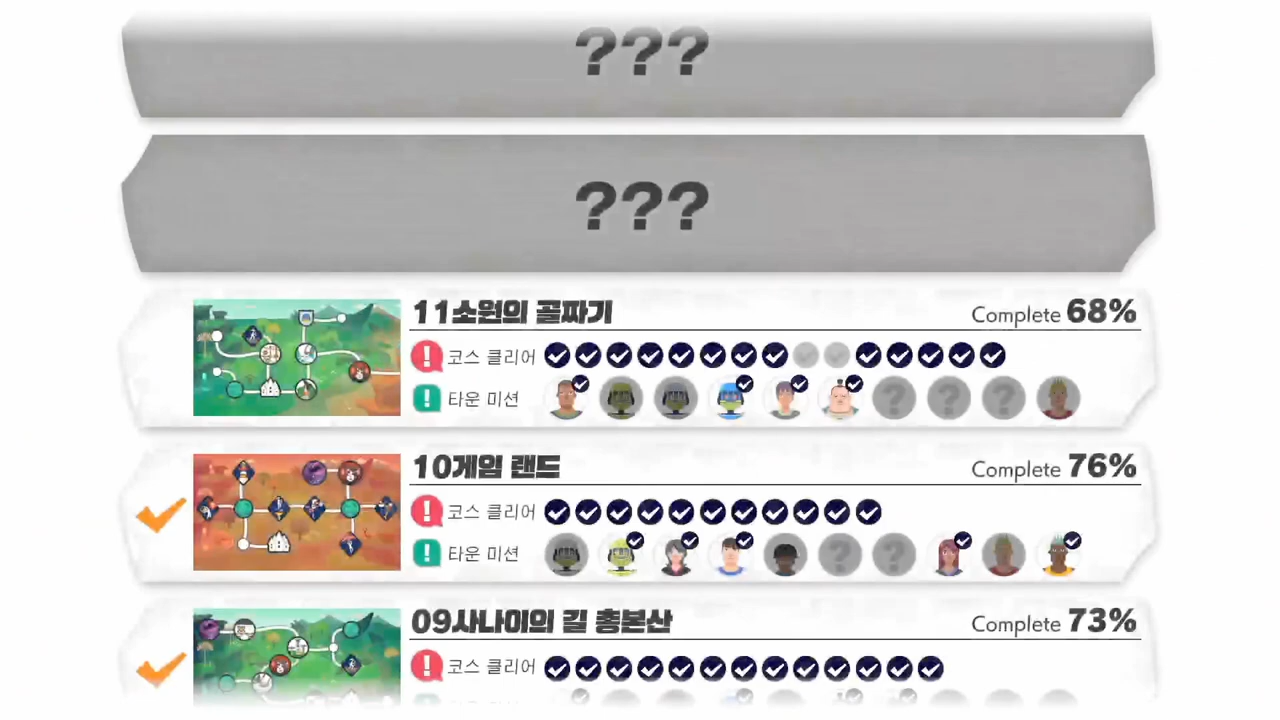 ???
???
11소원의 골짜기
Complete 68%
! 코스 클리어
! 타운 미션
? ? ?
10게임 랜드
Complete 76%
! 코스 클리어
! 타운 미션
? ?
09사나이의 길 총본산
Complete 73%
! 코스 클리어